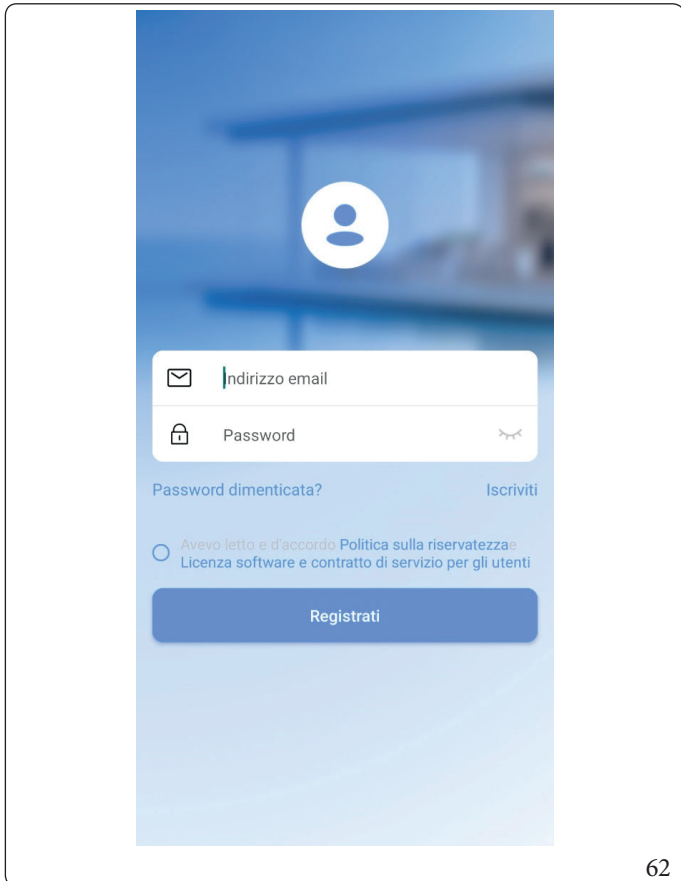 Indirizzo email
Password
Password dimenticata? Iscriviti
Avevo letto e d'accordo Politica sulla riservatezzae
Licenza software e contratto di servizio per gli utenti
Registrati
62